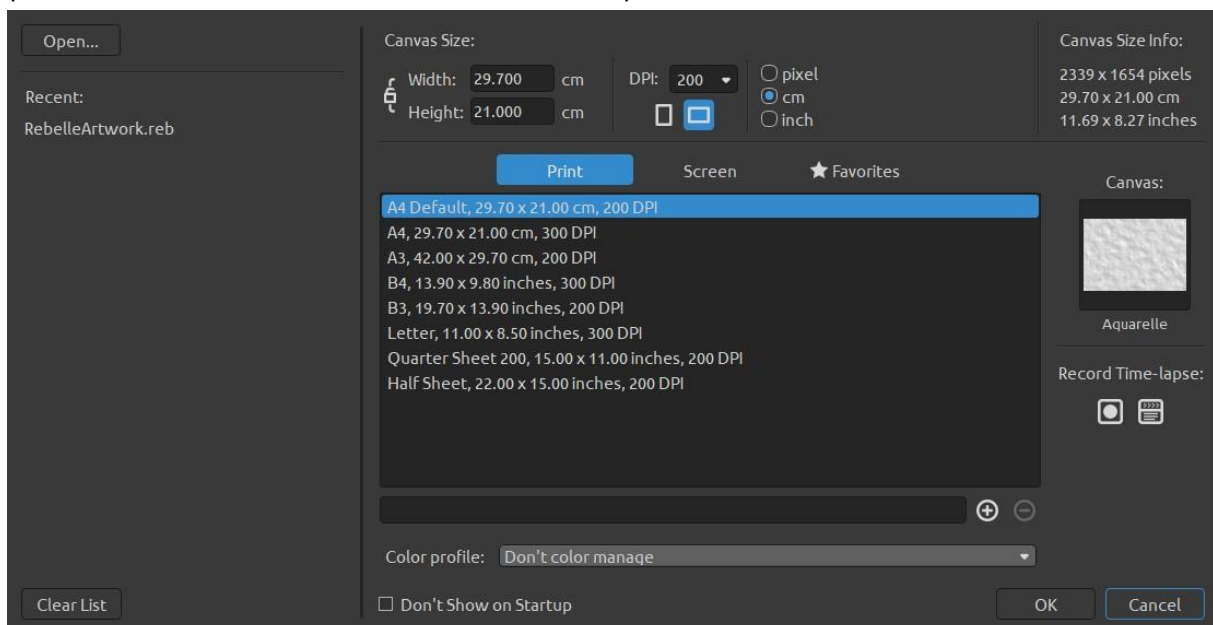 Open...
Recent:
RebelleArtwork.reb
Clear List
Canvas Size:
Width: 29.700 cm
Height: 21.000 cm
DPI: 200
pixel
cm
inch
Canvas Size Info:
2339 x 1654 pixels
29.70 x 21.00 cm
11.69 x 8.27 inches
Print Screen Favorites
A4 Default, 29.70 x 21.00 cm, 200 DPI
A4, 29.70 x 21.00 cm, 300 DPI
A3, 42.00 x 29.70 cm, 200 DPI
B4, 13.90 x 9.80 inches, 300 DPI
B3, 19.70 x 13.90 inches, 200 DPI
Letter, 11.00 x 8.50 inches, 300 DPI
Quarter Sheet 200, 15.00 x 11.00 inches, 200 DPI
Half Sheet, 22.00 x 15.00 inches, 200 DPI
Canvas:
Aquarelle
Record Time-lapse:
Color profile: Don't color manage
Don't Show on Startup
OK Cancel